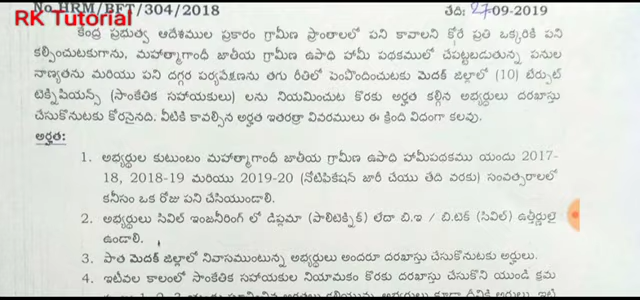 RK Tutorial
No.HRM/BFT/304/2018 తేది: 27-09-2019
కేంద్ర ప్రభుత్వ ఆదేశముల ప్రకారం గ్రామీణ ప్రాంతాలలో పని కావాలని కోరే ప్రతి ఒక్కరికి పని
కల్పించుటకుగాను, మహాత్మాగాంధీ జాతీయ గ్రామీణ ఉపాధి హామీ పథకములో చేపట్టబడుతున్న పనుల
నాణ్యతను మరియు పని దగ్గర పర్యవేక్షణను తగు రీతిలో పెంపొందించుటకు మెదక్ జిల్లాలో (10) టేర్పుట్
టెక్నీషియన్స్ (సాంకేతిక సహాయకులు) లను నియమించుట కొరకు అర్హత కల్గిన అభ్యర్థులు దరఖాస్తు
చేసుకొనుటకు కోరనైనది. వీటికి కావల్సిన అర్హత ఇతరత్రా వివరములు ఈ క్రింది విధంగా కలవు.
అర్హత:
1. అభ్యర్థుల కుటుంబం మహాత్మాగాంధీ జాతీయ గ్రామీణ ఉపాధి హామీపథకము యందు 2017-
18, 2018-19 మరియు 2019-20 (నోటిఫికేషన్ జారీ చేయు తేది వరకు) సంవత్సరాలలో
కనీసం ఒక రోజు పని చేసియుండాలి.
2. అభ్యర్థులు సివిల్ ఇంజనీరింగ్ లో డిప్లమా (పాలిటెక్నిక్) లేదా బి.ఇ / బి.టెక్ (సివిల్) ఉత్తీర్ణులై
ఉండాలి.
3. పాత మెదక్ జిల్లాలో నివాసముంటున్న అభ్యర్థులు అందరూ దరఖాస్తు చేసుకొనుటకు అర్హులు.
4. ఇటీవల కాలంలో సాంకేతిక సహాయకుల నియామకం కొరకు దరఖాస్తు చేసుకొని యుండి క్రమ